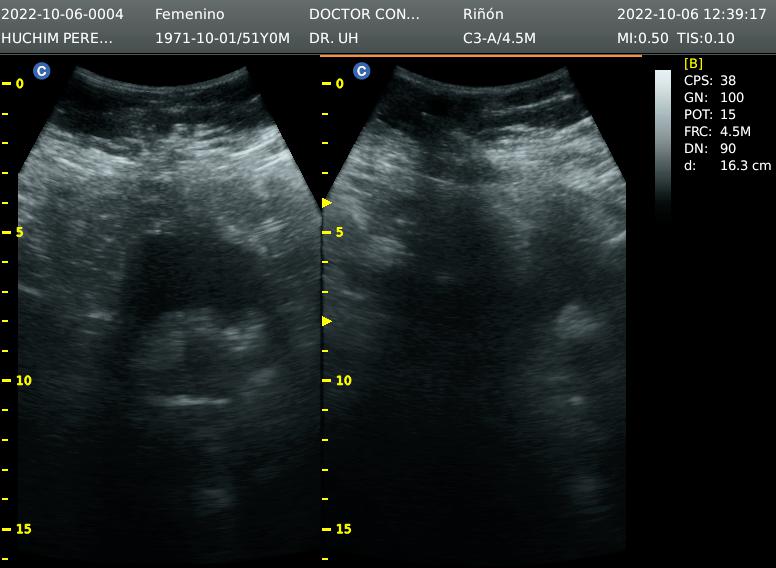 2022-10-06-0004 Femenino DOCTOR CON... Riñón 2022-10-06 12:39:17
HUCHIM PERE... 1971-10-01/51Y0M DR. UH C3-A/4.5M MI:0.50 TIS:0.10
C C
[B]
CPS: 38
GN: 100
POT: 15
FRC: 4.5M
DN: 90
d: 16.3 cm
0 0
5 5
10 10
15 15